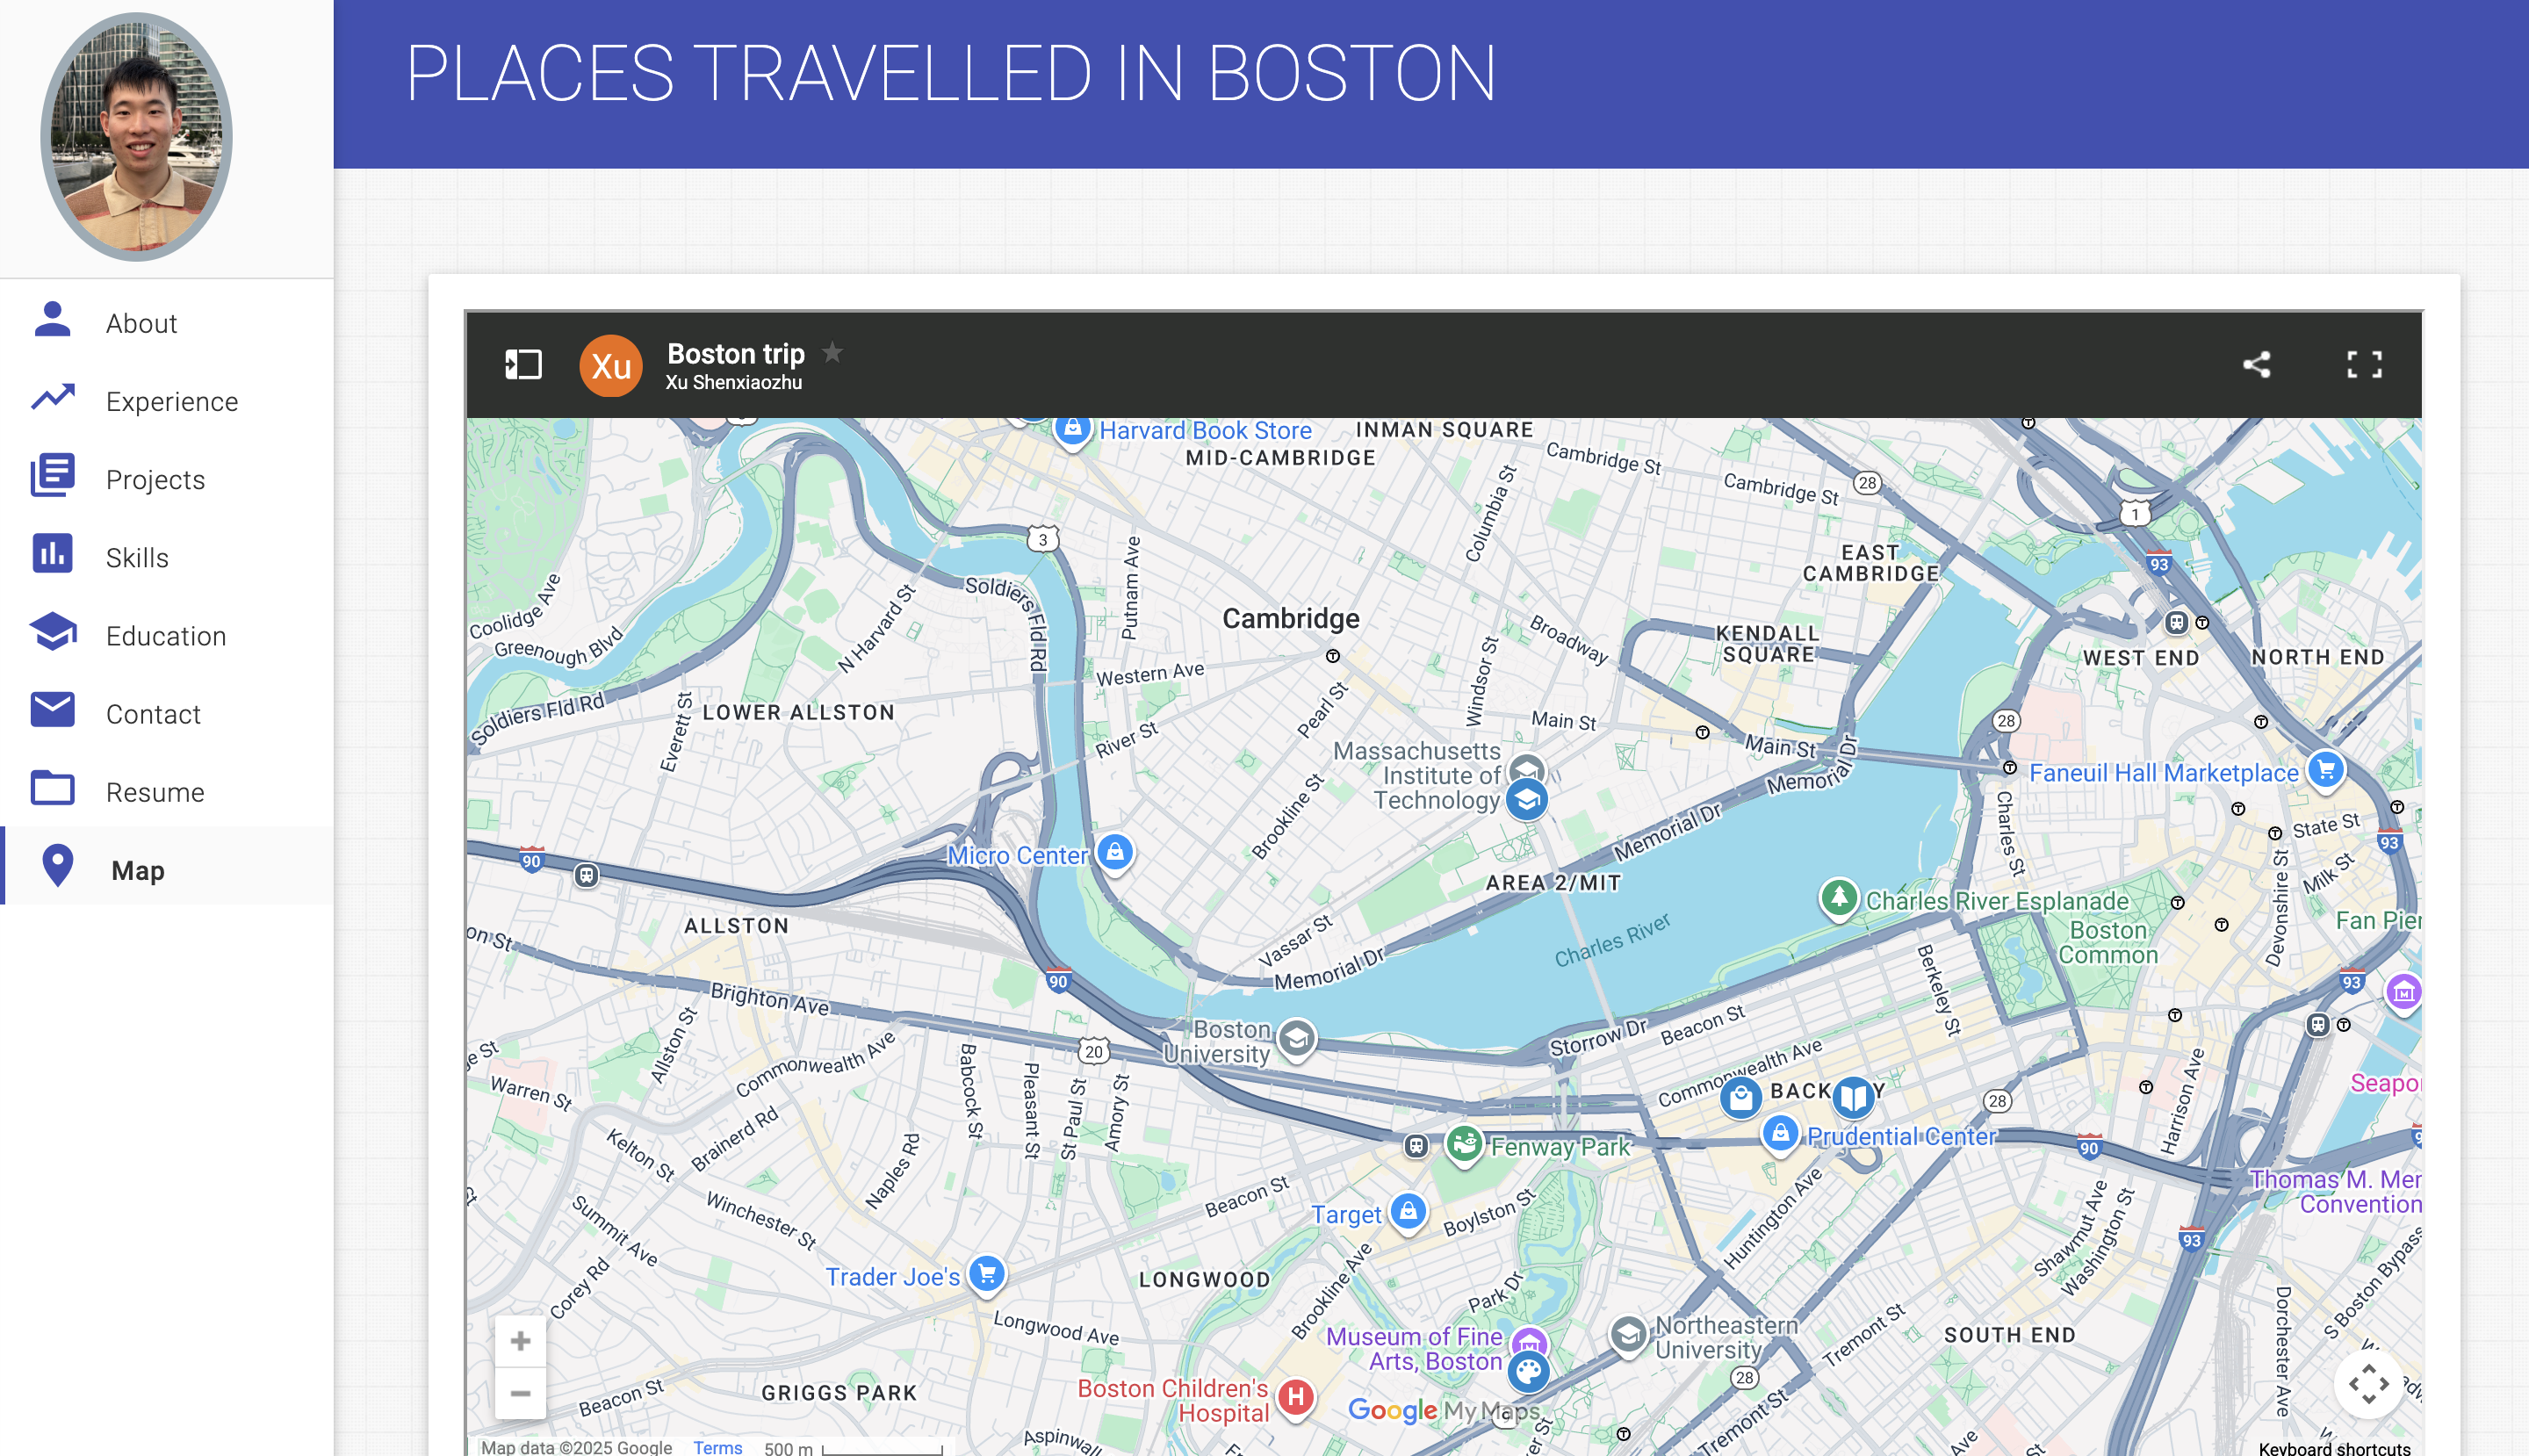 PLACES TRAVELLED IN BOSTON
About
Experience
Projects
Skills
Education
Contact
Resume
Map
Xu
Boston trip
Xu Shenxiaozhu
Harvard Book Store
INMAN SQUARE
MID-CAMBRIDGE
Cambridge St
Cambridge St
28
1
Columbia St
3
93
EAST
CAMBRIDGE
Putnam Ave
Soldiers Fld Rd
Coolidge Ave
Greenough Blvd
N Harvard St
Cambridge
Broadway
KENDALL
SQUARE
WEST END
NORTH END
Western Ave
Windsor St
Pearl St
Soldiers Fld Rd
LOWER ALLSTON
Everett St
River St
Main St
28
Main St
Massachusetts
Institute of
Technology
Memorial Dr
Faneuil Hall Marketplace
Brookline St
Memorial Dr
Charles St
State St
93
90
Micro Center
AREA 2/MIT
Milk St
Devonshire St
Charles River Esplanade
ALLSTON
Vassar St
Charles River
Boston
Common
Fan Pier
on St
Memorial Dr
Berkeley St
90
93
Brighton Ave
Boston
University
Storrow Dr
Beacon St
Allston St
20
Commonwealth Ave
Babcock St
Pleasant St
St Paul St
Amory St
Commonwealth Ave
BACK
Y
28
Harrison Ave
Seapo
ge St
Warren St
Kelton St
Brainerd Rd
Naples Rd
Fenway Park
Prudential Center
90
9
Thomas M. Men
Convention
Summit Ave
Winchester St
Beacon St
Target
Boylston St
Huntington Ave
Shawmut Ave
Washington St
93
S Boston Bypass
Corey Rd
Trader Joe's
LONGWOOD
Brookline Ave
Park Dr
Longwood Ave
Museum of Fine
Arts, Boston
Northeastern
University
Tremont St
SOUTH END
Dorchester Ave
Beacon St
GRIGGS PARK
Boston Children's
Hospital
H
Google My Maps
28
Tremont St
Aspinwall
er St
Ave
St
Map data ©2025 Google
Terms
500 m
Keyboard shortcuts